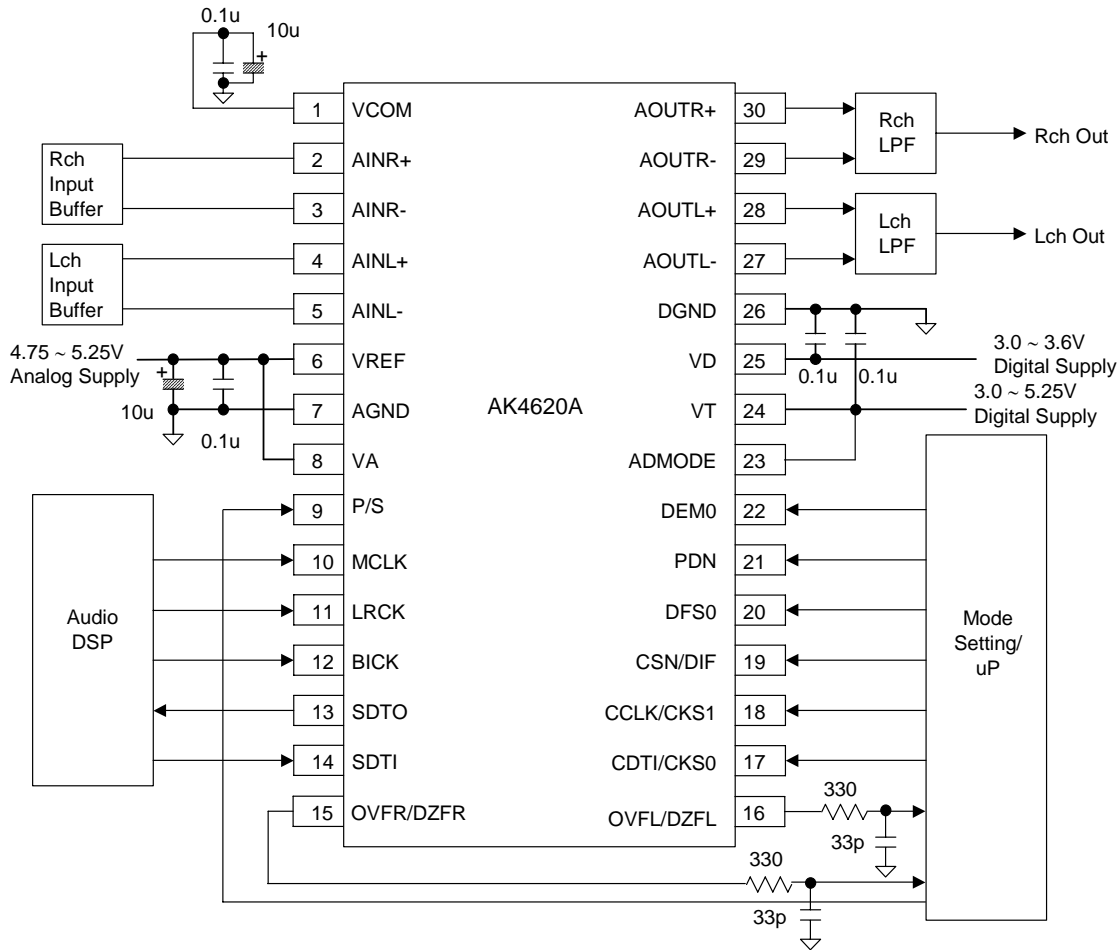 0.1u
10u
+
1 VCOM
2 AINR+
3 AINR-
4 AINL+
5 AINL-
6 VREF
7 AGND
8 VA
9 P/S
10 MCLK
11 LRCK
12 BICK
13 SDTO
14 SDTI
15 OVFR/DZFR
Rch
Input
Buffer
Lch
Input
Buffer
4.75 ~ 5.25V
Analog Supply
+
10u
0.1u
Audio
DSP
AK4620A
AOUTR+ 30
AOUTR- 29
AOUTL+ 28
AOUTL- 27
DGND 26
VD 25
VT 24
ADMODE 23
DEM0 22
PDN 21
DFS0 20
CSN/DIF 19
CCLK/CKS1 18
CDTI/CKS0 17
OVFL/DZFL 16
Rch
LPF
Rch Out
Lch
LPF
Lch Out
0.1u
0.1u
3.0 ~ 3.6V
Digital Supply
3.0 ~ 5.25V
Digital Supply
Mode
Setting/
uP
330
33p
330
33p